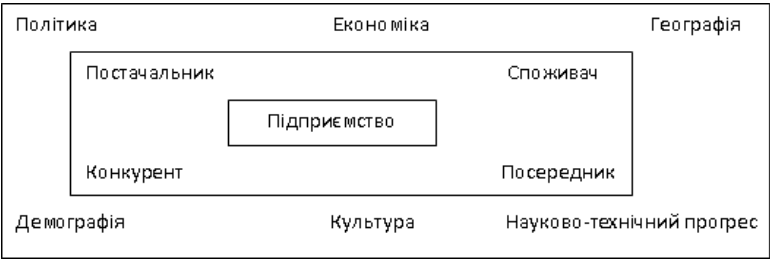 Політика Економіка Географія
Постачальник Споживач
Підприємство
Конкурент Посередник
Демографія Культура Науково-технічний прогрес